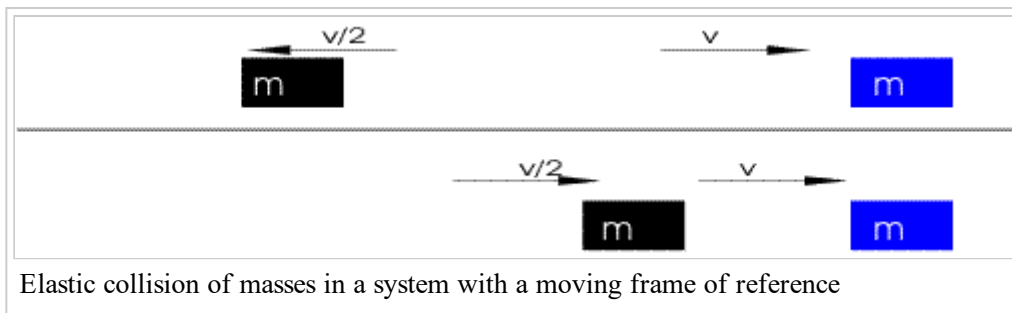 v/2 v
m m
v/2 v
m m
Elastic collision of masses in a system with a moving frame of reference